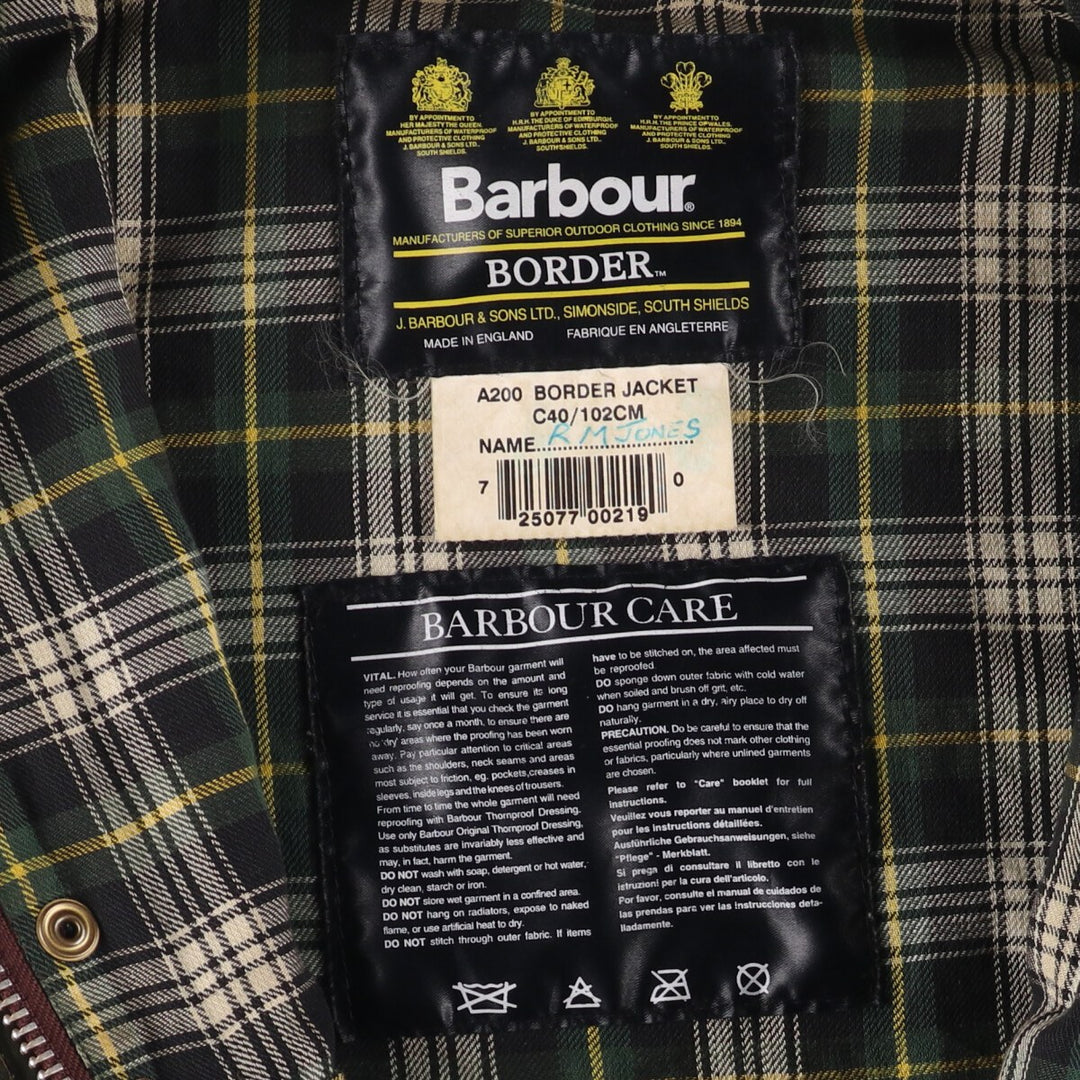 BY APPOINTMENT TO
HER MAJESTY THE QUEEN
MANUFACTURERS OF WATERPROOF
AND PROTECTIVE CLOTHING
J. BARBOUR & SONS LTD.,
SOUTH SHIELDS.
BY APPOINTMENT TO
H.R.H. THE DUKE OF EDINBURGH.
MANUFACTURERS OF WATERPROOF
AND PROTECTIVE CLOTHING
J. BARBOUR & SONS LTD.,
SOUTH SHIELDS.
BY APPOINTMENT TO
H.R.H. THE PRINCE OF WALES.
MANUFACTURERS OF WATERPROOF
AND PROTECTIVE CLOTHING
J. BARBOUR & SONS LTD.,
SOUTH SHIELDS.
Barbour®
MANUFACTURERS OF SUPERIOR OUTDOOR CLOTHING SINCE 1894
BORDER™
J. BARBOUR & SONS LTD., SIMONSIDE, SOUTH SHIELDS
MADE IN ENGLAND FABRIQUE EN ANGLETERRE
A200 BORDER JACKET
C40/102CM
NAME R M JONES
7 25077 00219 0
BARBOUR CARE
VITAL. How often your Barbour garment will
need reproofing depends on the amount and
type of usage it will get. To ensure its long
service it is essential that you check the garment
regularly, say once a month, to ensure there are
no 'dry' areas where the proofing has been worn
away. Pay particular attention to critical areas
such as the shoulders, neck seams and areas
most subject to friction, eg. pockets,creases in
sleeves, inside legs and the knees of trousers.
From time to time the whole garment will need
reproofing with Barbour Thornproof Dressing.
Use only Barbour Original Thornproof Dressing,
as substitutes are invariably less effective and
may, in fact, harm the garment.
DO NOT wash with soap, detergent or hot water,
dry clean, starch or iron.
DO NOT store wet garment in a confined area.
DO NOT hang on radiators, expose to naked
flame, or use artificial heat to dry.
DO NOT stitch through outer fabric. If items
have to be stitched on, the area affected must
be reproofed.
DO sponge down outer fabric with cold water
when soiled and brush off grit, etc.
DO hang garment in a dry, airy place to dry off
naturally.
PRECAUTION. Do be careful to ensure that the
essential proofing does not mark other clothing
or fabrics, particularly where unlined garments
are chosen.
Please refer to "Care" booklet for full
instructions.
Veuillez vous reporter au manuel d'entretien
pour les instructions détaillées.
Ausführliche Gebrauchsanweisungen, siehe
"Pflege" - Merkblatt.
Si prega di consultare il libretto con le
istruzioni per la cura dell'articolo.
Por favor, consulte el manual de cuidados de
las prendas para ver las instrucciones deta-
lladamente.